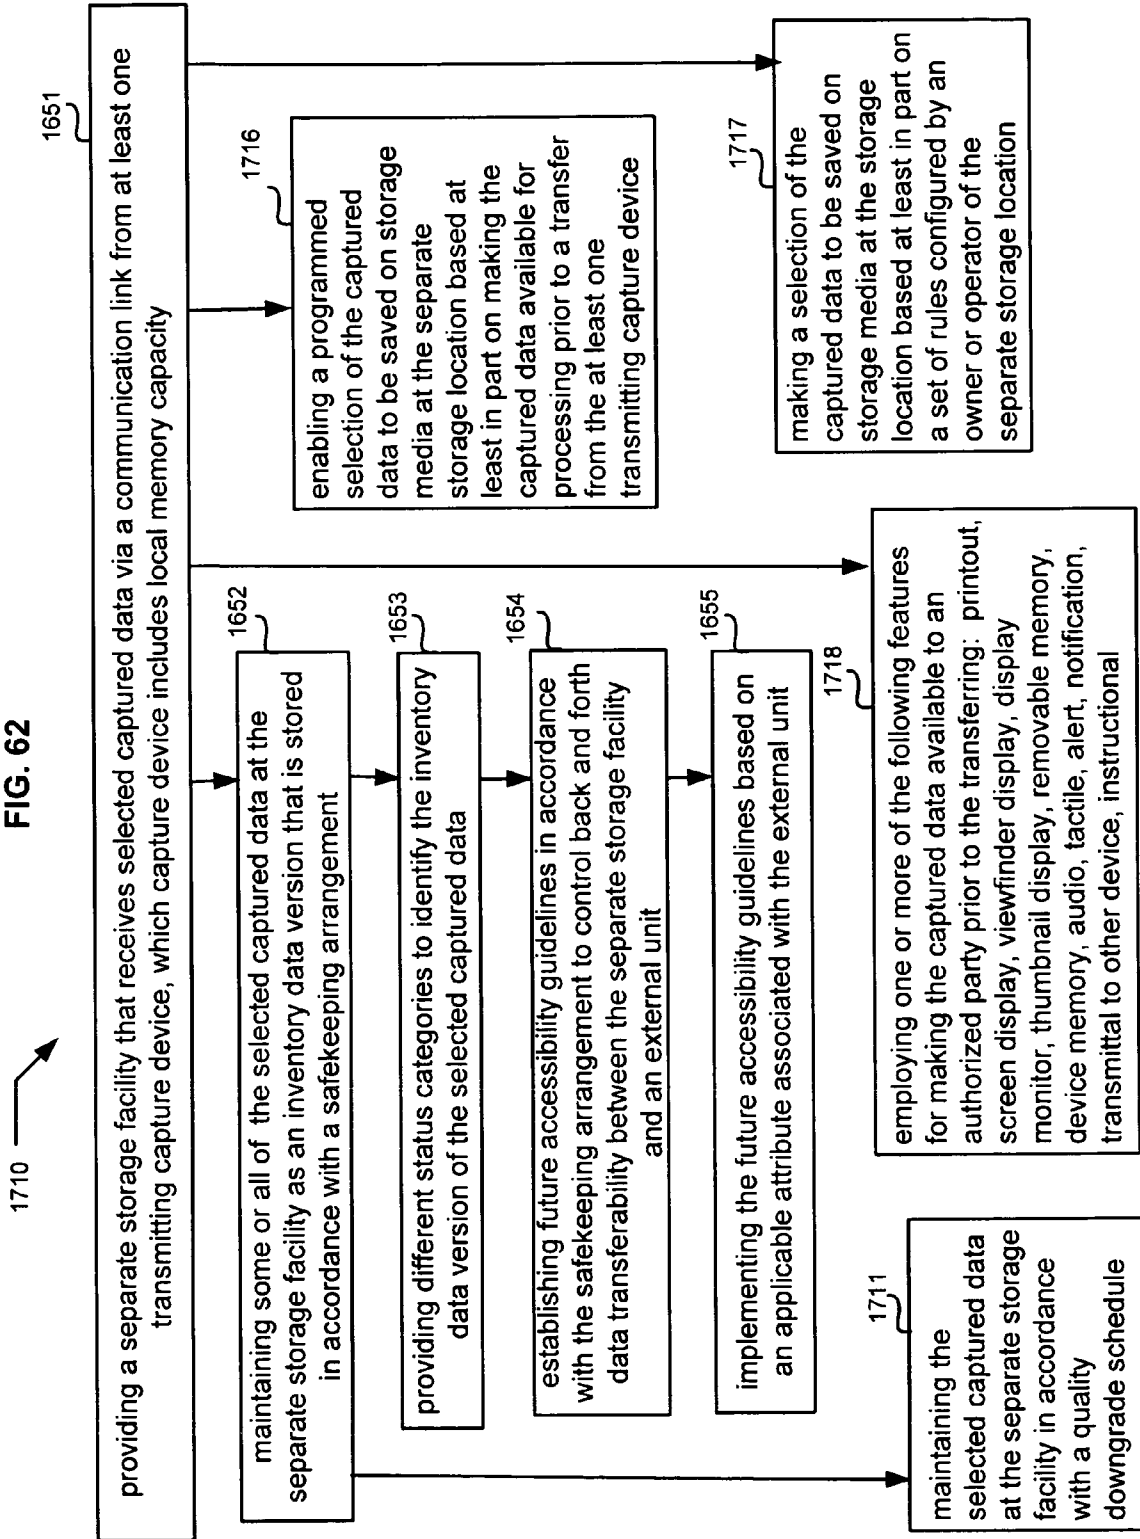 FIG. 62
1710
1651
providing a separate storage facility that receives selected captured data via a communication link from at least one
transmitting capture device, which capture device includes local memory capacity
1652
maintaining some or all of the selected captured data at the
separate storage facility as an inventory data version that is stored
in accordance with a safekeeping arrangement
1653
providing different status categories to identify the inventory
data version of the selected captured data
1654
establishing future accessibility guidelines in accordance
with the safekeeping arrangement to control back and forth
data transferability between the separate storage facility
and an external unit
1655
implementing the future accessibility guidelines based on
an applicable attribute associated with the external unit
1716
enabling a programmed
selection of the captured
data to be saved on storage
media at the separate
storage location based at
least in part on making the
captured data available for
processing prior to a transfer
from the at least one
transmitting capture device
1711
maintaining the
selected captured data
at the separate storage
facility in accordance
with a quality
downgrade schedule
1718
employing one or more of the following features
for making the captured data available to an
authorized party prior to the transferring: printout,
screen display, viewfinder display, display
monitor, thumbnail display, removable memory,
device memory, audio, tactile, alert, notification,
transmittal to other device, instructional
1717
making a selection of the
captured data to be saved on
storage media at the storage
location based at least in part on
a set of rules configured by an
owner or operator of the
separate storage location